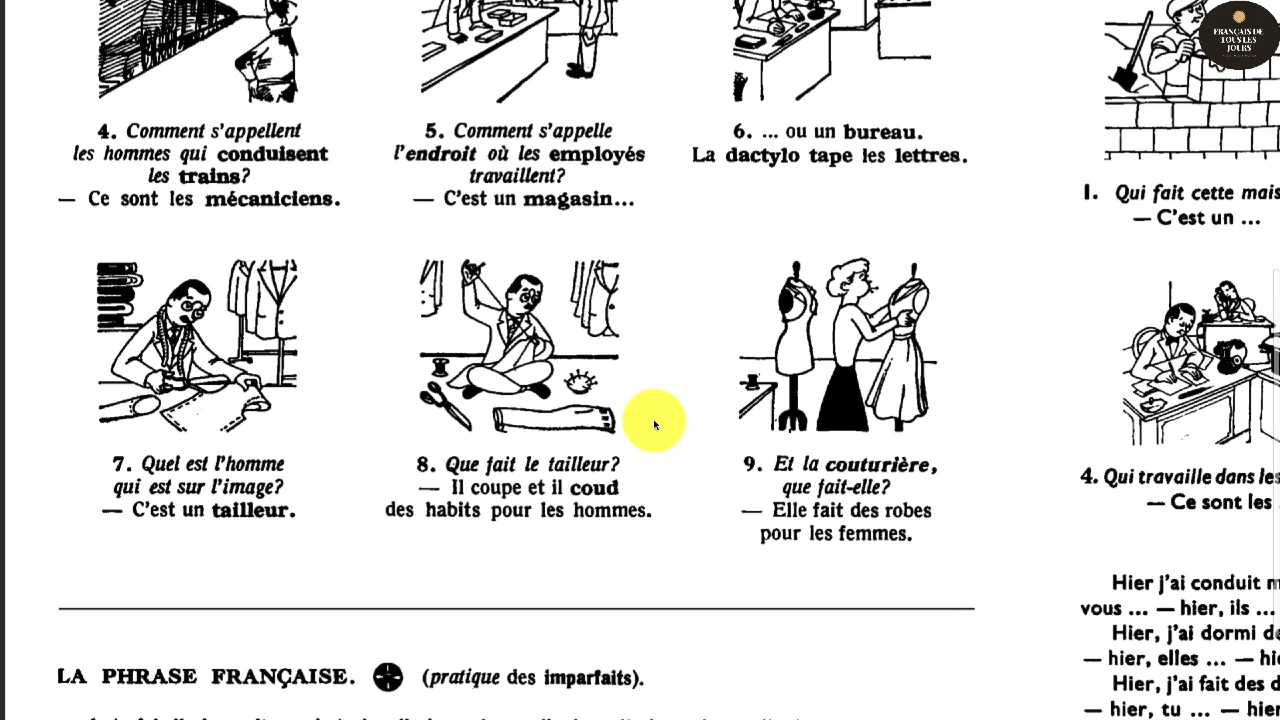 FRANÇAIS DE
TOUS LES
JOURS
4. Comment s'appellent
les hommes qui conduisent
les trains?
— Ce sont les mécaniciens.
5. Comment s'appelle
l'endroit où les employés
travaillent?
— C'est un magasin...
6. ... ou un bureau.
La dactylo tape les lettres.
7. Quel est l'homme
qui est sur l'image?
— C'est un tailleur.
8. Que fait le tailleur?
— Il coupe et il coud
des habits pour les hommes.
9. Et la couturière,
que fait-elle?
— Elle fait des robes
pour les femmes.
LA PHRASE FRANÇAISE. (pratique des imparfaits).
1. Qui fait cette mais
— C'est un ...
4. Qui travaille dans les
— Ce sont les
Hier j'ai conduit m
vous ... — hier, ils ...
Hier, j'ai dormi de
— hier, elles ... — hi
Hier, j'ai fait des d
— hier, tu ... — hier